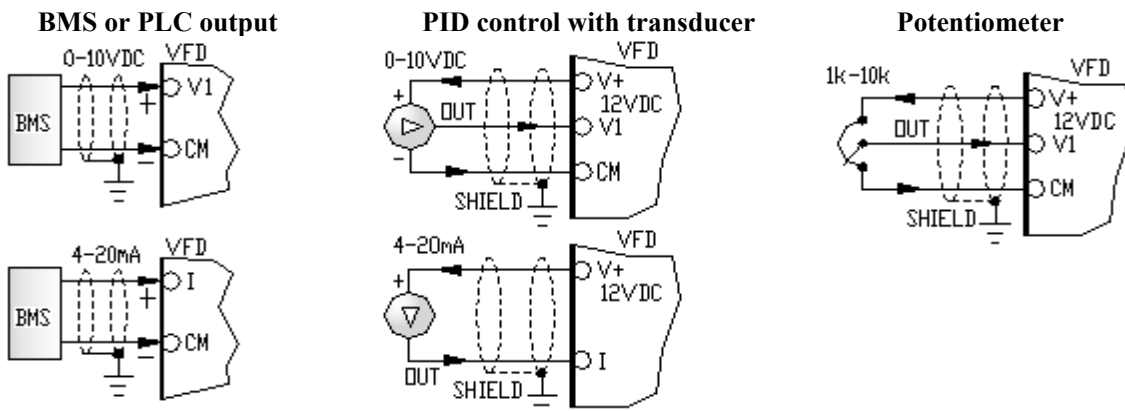 BMS or PLC output
0-10VDC
VFD
BMS
+
V1
−
CM
4-20mA
VFD
BMS
+
I
−
CM
PID control with transducer
0-10VDC
VFD
+
V+
12VDC
OUT
V1
−
CM
SHIELD
4-20mA
VFD
+
V+
12VDC
OUT
I
SHIELD
Potentiometer
1k-10k
VFD
V+
12VDC
OUT
V1
CM
SHIELD